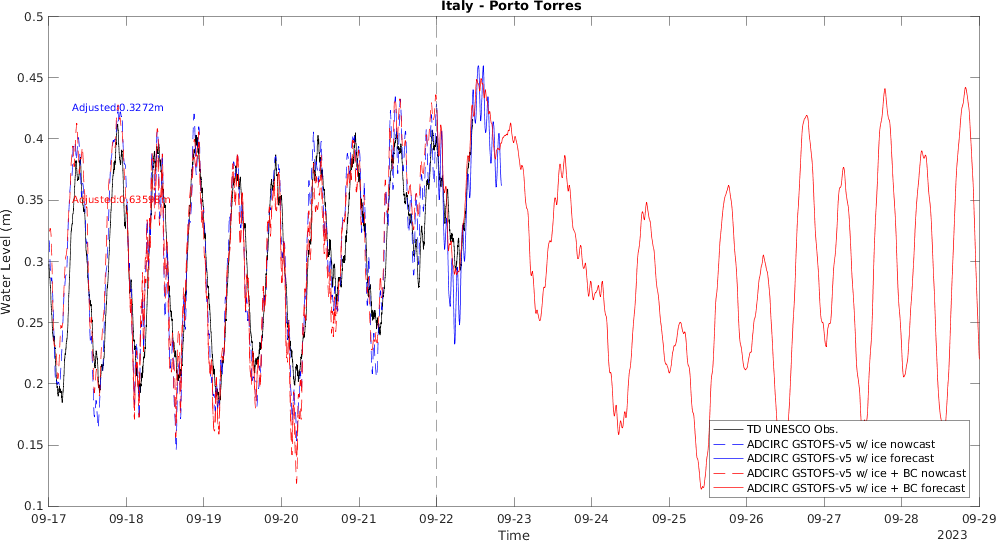 Italy - Porto Torres
0.5
0.45
0.4
0.35
0.3
0.25
0.2
0.15
0.1
Water Level (m)
Adjusted:0.3272m
TD UNESCO Obs.
ADCIRC GSTOFS-v5 w/ ice nowcast
ADCIRC GSTOFS-v5 w/ ice forecast
ADCIRC GSTOFS-v5 w/ ice + BC nowcast
ADCIRC GSTOFS-v5 w/ ice + BC forecast
09-17 09-18 09-19 09-20 09-21 09-22 09-23 09-24 09-25 09-26 09-27 09-28 09-29
Time
2023